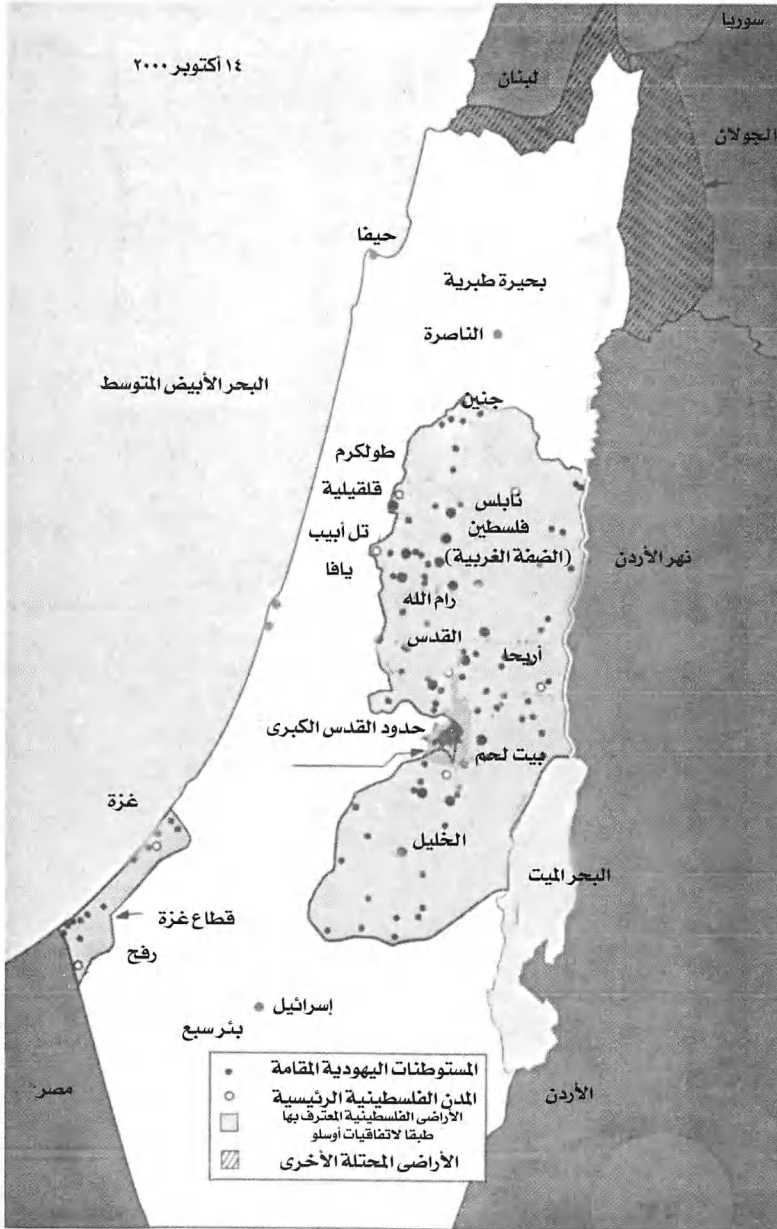 سوريا
١٤ أكتوبر ٢٠٠٠
لبنان
الجولان
حيفا
بحيرة طبرية
الناصرة
البحر الأبيض المتوسط
جنين
طولكرم
قلقيلية
نابلس
تل أبيب
فلسطين
(الضفة الغربية)
نهر الأردن
يافا
رام الله
القدس
أريحا
حدود القدس الكبرى
بيت لحم
غزة
الخليل
البحر الميت
قطاع غزة
رفح
إسرائيل
بئر سبع
المستوطنات اليهودية المقامة
المدن الفلسطينية الرئيسية
الأراضى الفلسطينية المعترف بها
طبقا لاتفاقيات أوسلو
الأراضى المحتلة الأخرى
مصر
الأردن